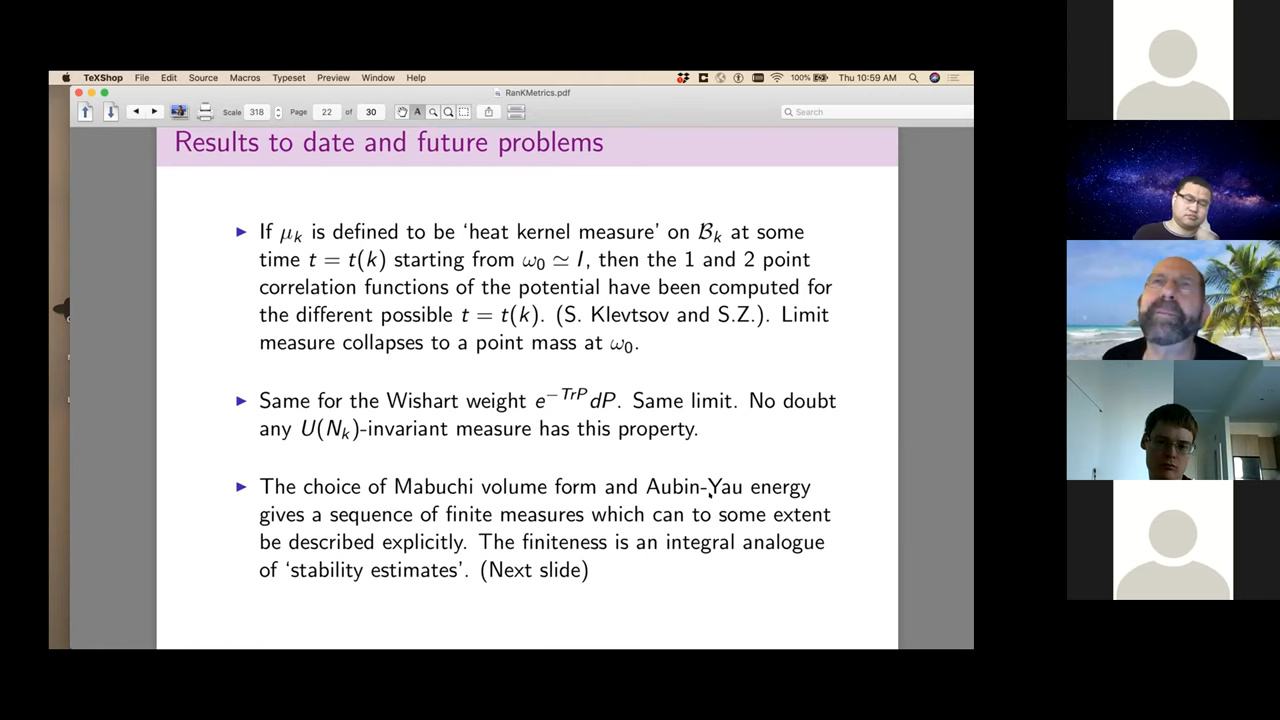 TeXShop File Edit Source Macros Typeset Preview Window Help 100% Thu 10:59 AM
RanKMetrics.pdf
Scale 318 Page 22 of 30 A Search
Results to date and future problems
► If μₖ is defined to be ‘heat kernel measure’ on ℬₖ at some
time t = t(k) starting from ω₀ ≃ I, then the 1 and 2 point
correlation functions of the potential have been computed for
the different possible t = t(k). (S. Klevtsov and S.Z.). Limit
measure collapses to a point mass at ω₀.
► Same for the Wishart weight e^{−TrP}dP. Same limit. No doubt
any U(Nₖ)-invariant measure has this property.
► The choice of Mabuchi volume form and Aubin-Yau energy
gives a sequence of finite measures which can to some extent
be described explicitly. The finiteness is an integral analogue
of ‘stability estimates’. (Next slide)